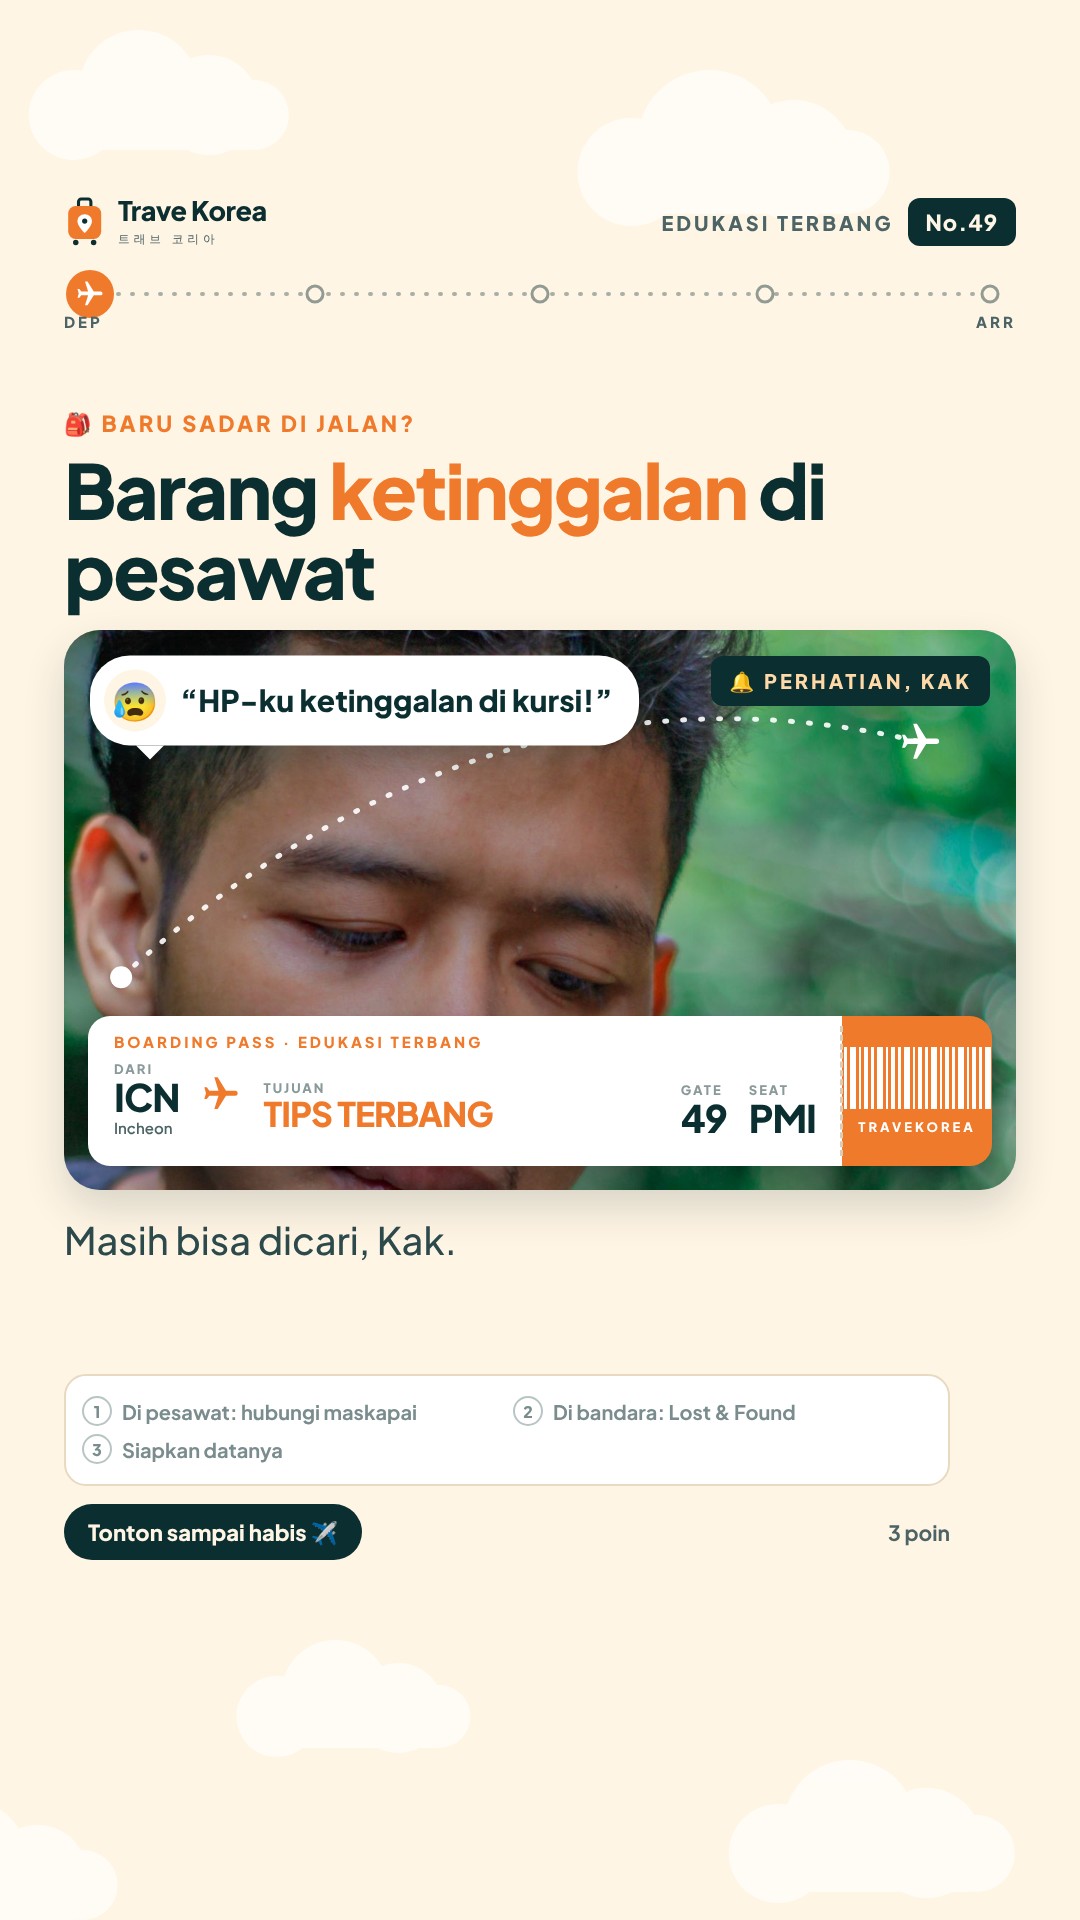 Trave Korea
트래브 코리아
EDUKASI TERBANG
No.49
DEP
ARR
🎒 BARU SADAR DI JALAN?
Barang ketinggalan di
pesawat
😰 “HP-ku ketinggalan di kursi!”
🔔 PERHATIAN, KAK
BOARDING PASS · EDUKASI TERBANG
DARI
ICN
Incheon
TUJUAN
TIPS TERBANG
GATE
49
SEAT
PMI
TRAVEKOREA
Masih bisa dicari, Kak.
1 Di pesawat: hubungi maskapai
2 Di bandara: Lost & Found
3 Siapkan datanya
Tonton sampai habis ✈️
3 poin